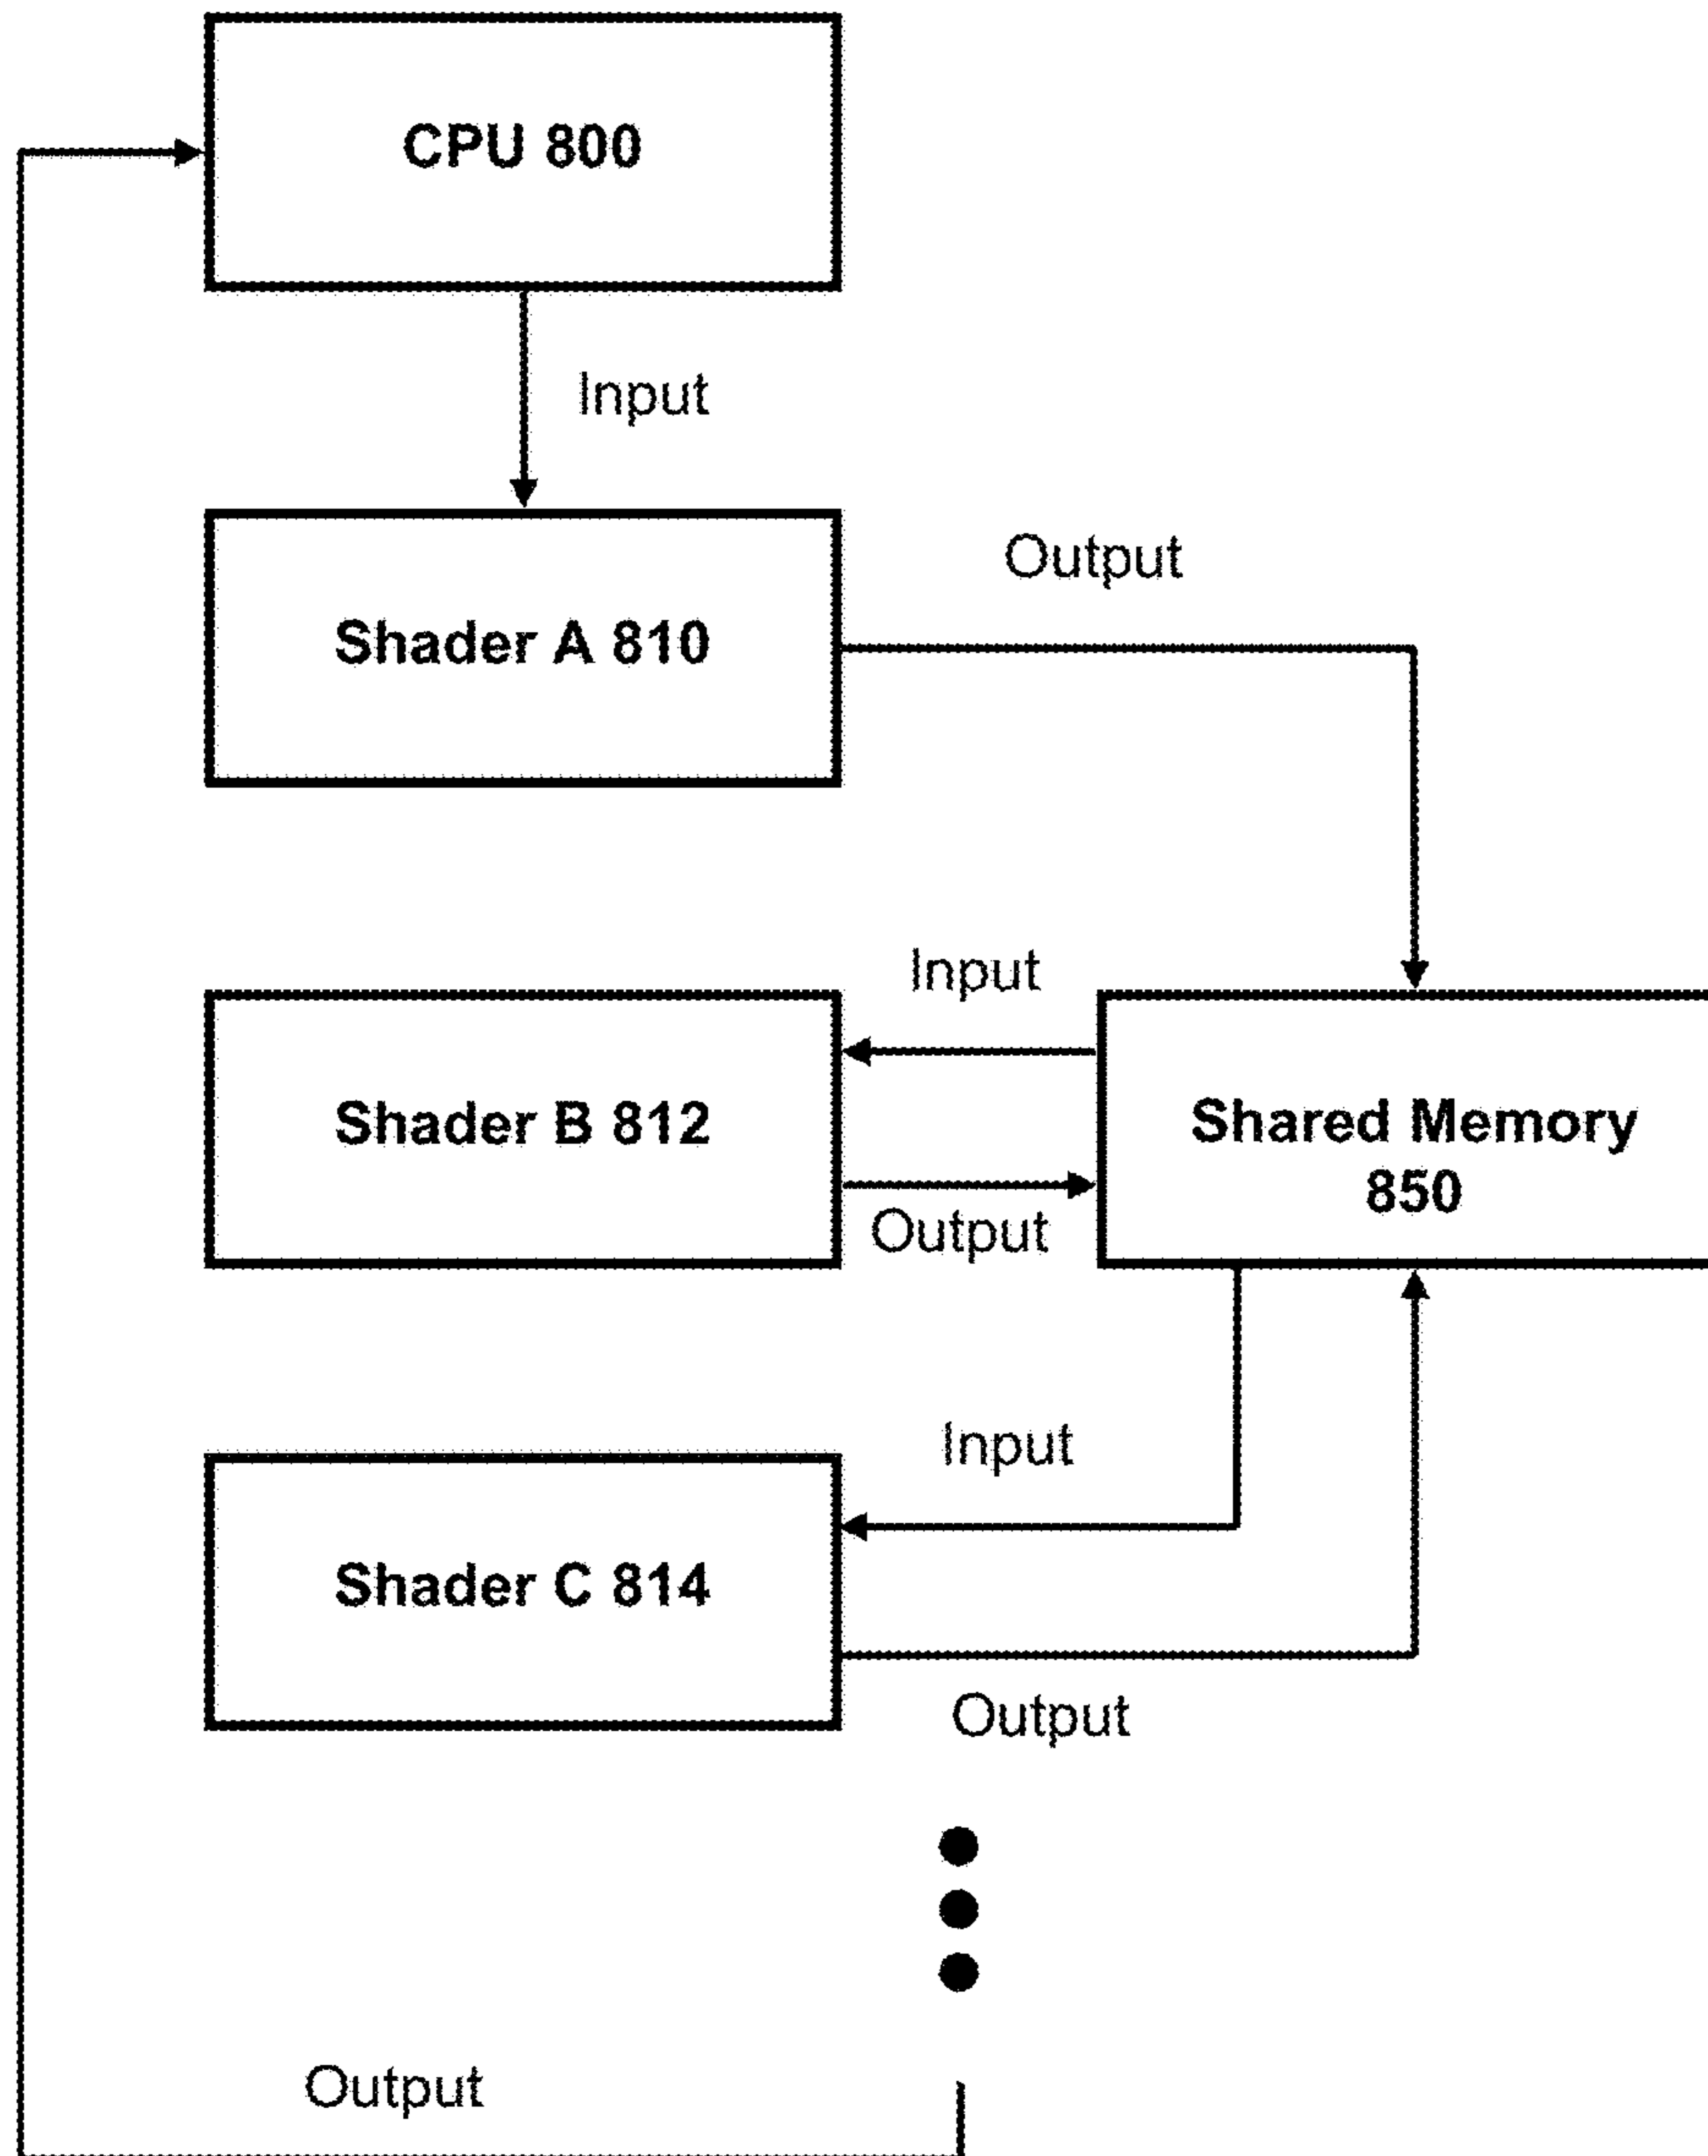 CPU 800
Input
Output
Shader A 810
Input
Shader B 812
Shared Memory
850
Output
Input
Shader C 814
Output
Output